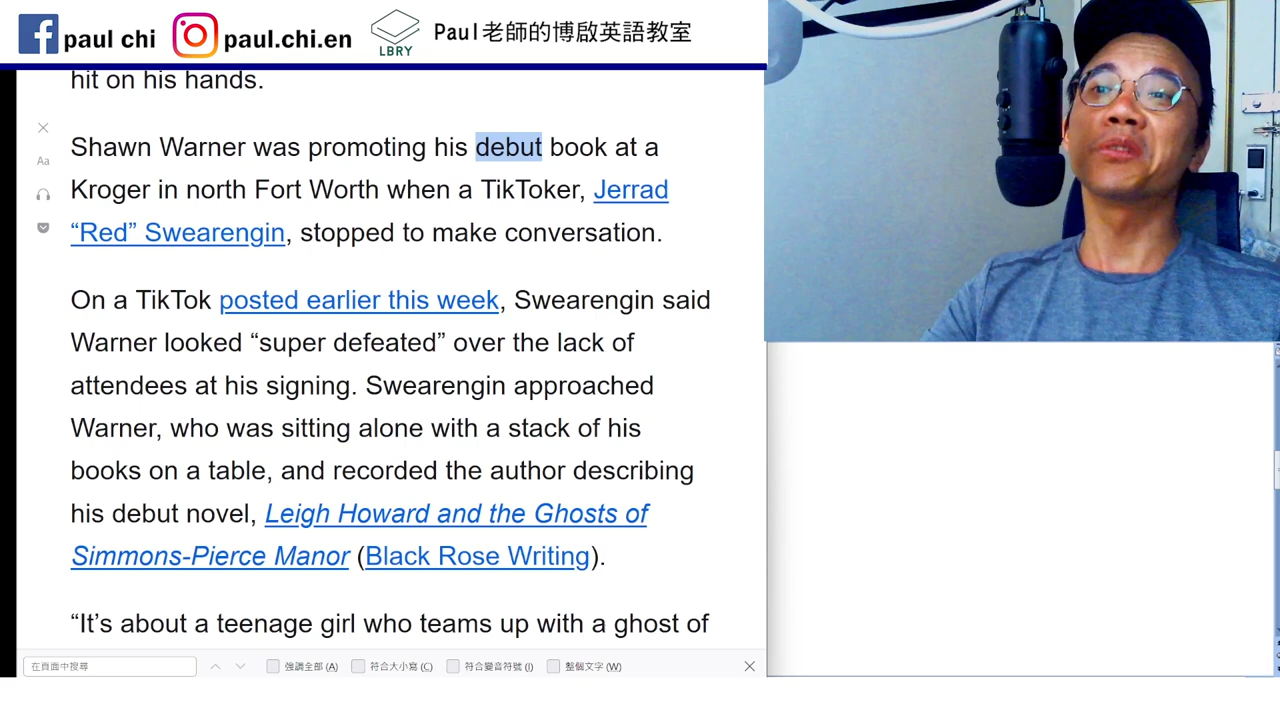 paul chi
paul.chi.en
LBRY
Paul老師的博啟英語教室
hit on his hands.
Aa
Shawn Warner was promoting his debut book at a
Kroger in north Fort Worth when a TikToker, Jerrad
“Red” Swearengin, stopped to make conversation.
On a TikTok posted earlier this week, Swearengin said
Warner looked “super defeated” over the lack of
attendees at his signing. Swearengin approached
Warner, who was sitting alone with a stack of his
books on a table, and recorded the author describing
his debut novel, Leigh Howard and the Ghosts of
Simmons-Pierce Manor (Black Rose Writing).
“It’s about a teenage girl who teams up with a ghost of
在頁面中搜尋
強調全部 (A)
符合大小寫 (C)
符合變音符號 (I)
整個文字 (W)